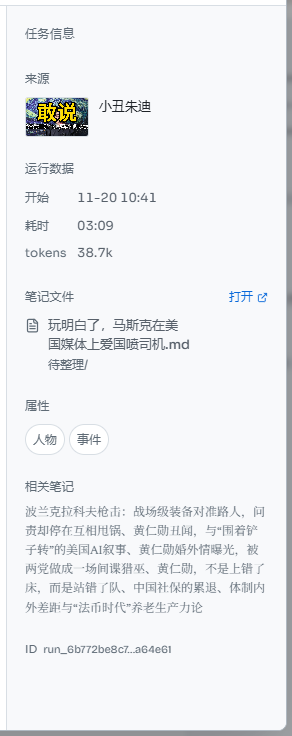 任务信息
来源
敢说
小丑朱迪
运行数据
开始 11-20 10:41
耗时 03:09
tokens 38.7k
笔记文件 打开
玩明白了，马斯克在美
国媒体上爱国喷司机.md
待整理/
属性
人物 事件
相关笔记
波兰克拉科夫枪击：战场级装备对准路人，问
责却停在互相甩锅、黄仁勋丑闻，与“围着铲
子转”的美国AI叙事、黄仁勋婚外情曝光，被
两党做成一场间谍猎巫、黄仁勋，不是上错了
床，而是站错了队、中国社保的累退、体制内
外差距与“法币时代”养老生产力论
ID run_6b772be8c7...a64e61